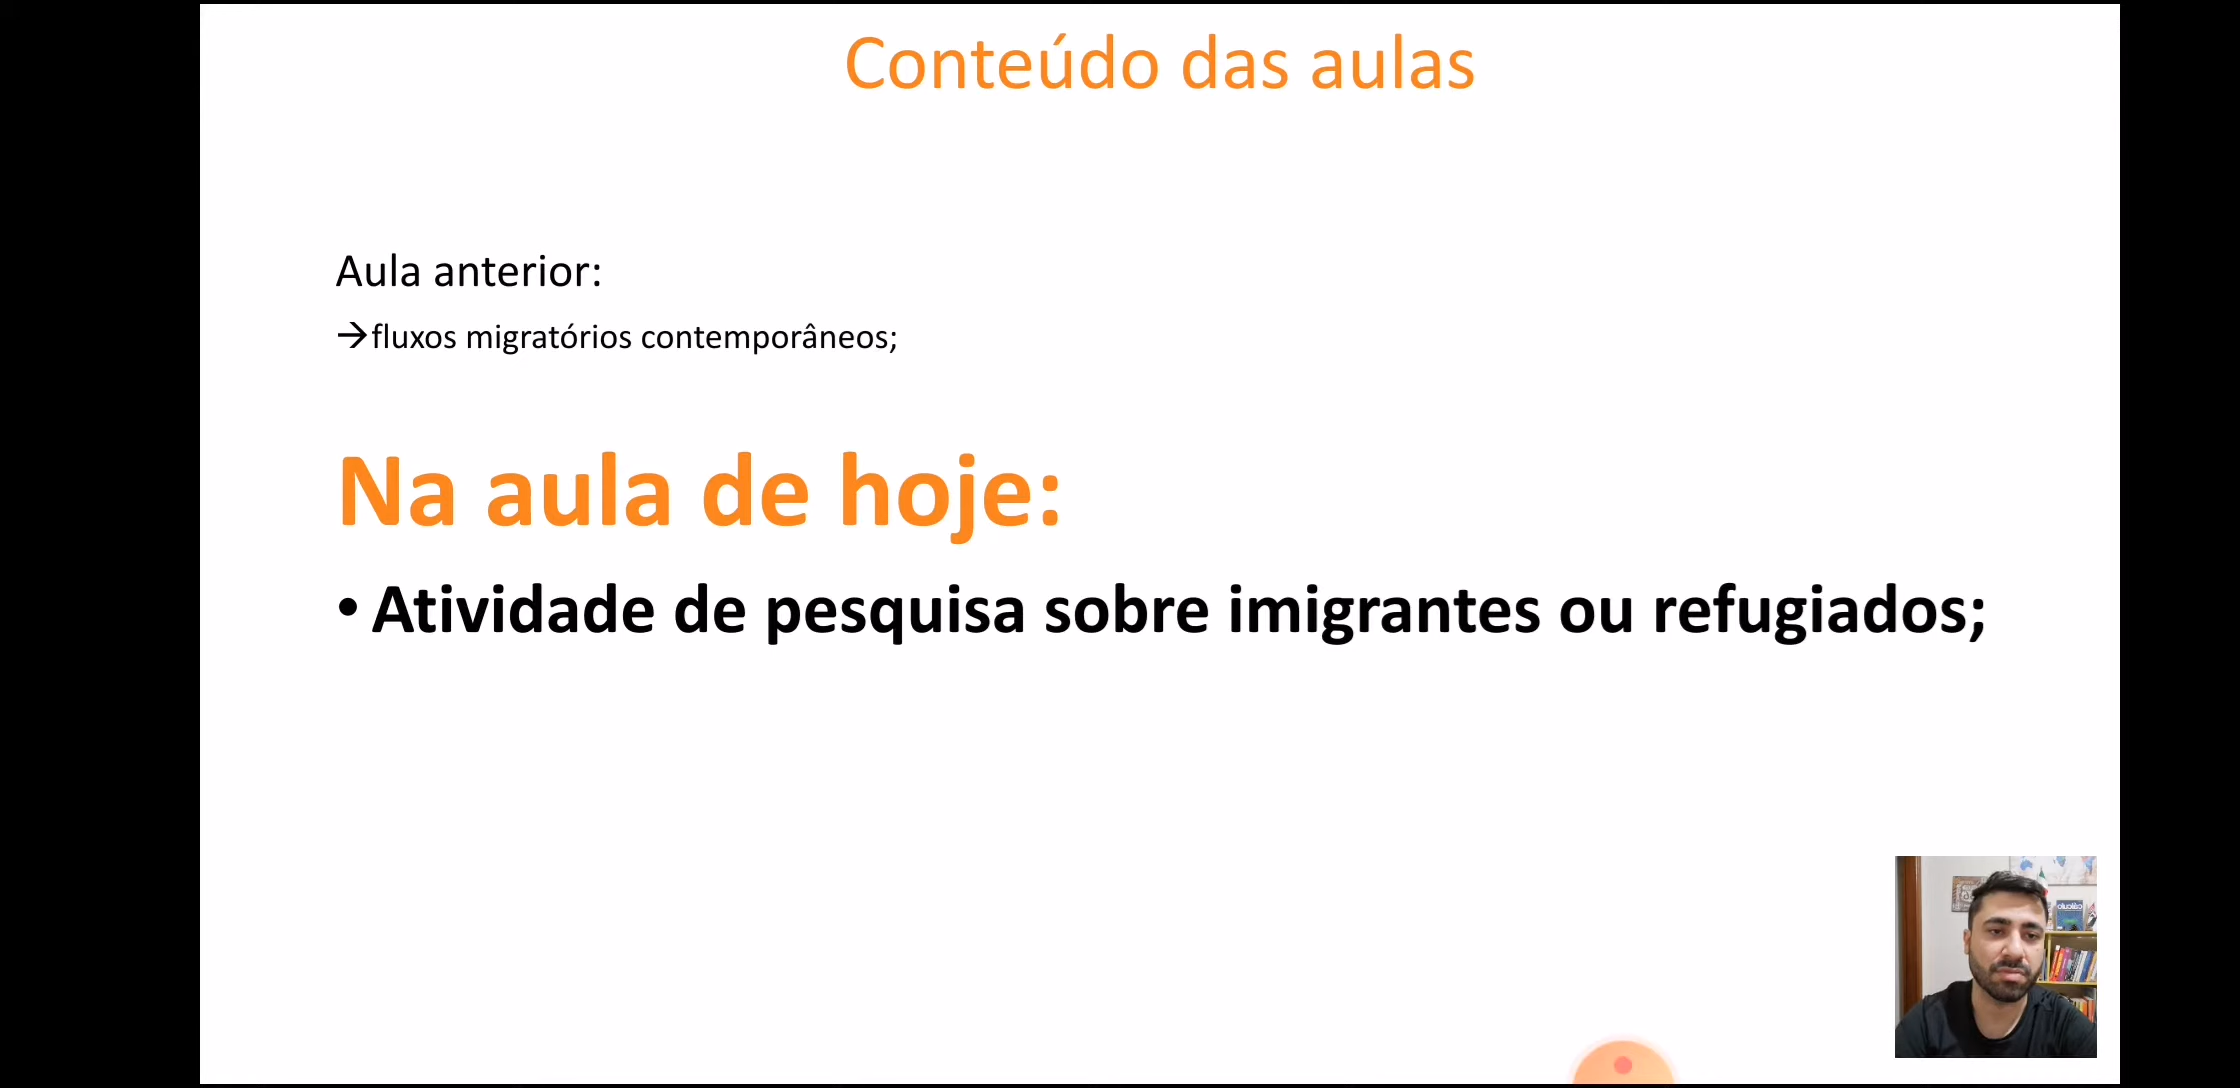 Conteúdo das aulas
Aula anterior:
→fluxos migratórios contemporâneos;
Na aula de hoje:
• Atividade de pesquisa sobre imigrantes ou refugiados;